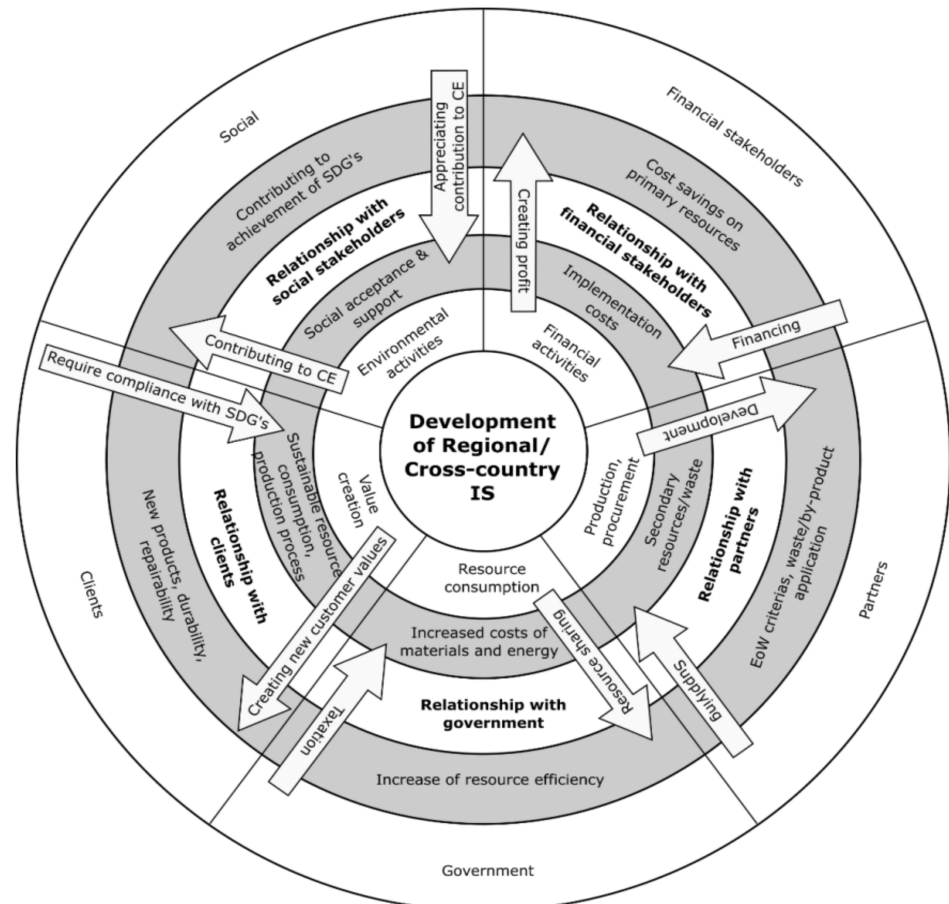 Social
Financial stakeholders
Appreciating
contribution to CE
Contributing to
achievement of SDG's
Cost savings on
primary resources
Creating profit
Relationship with
social stakeholders
Relationship with
financial stakeholders
Social acceptance &
support
Implementation
costs
Financing
Environmental
activities
Financial
activities
Contributing to CE
Require compliance with SDG's
Development
Development
of Regional/
Cross-country
IS
Sustainable resource
consumption,
production process
Value
creation
Production,
procurement
Secondary
resources/waste
Relationship with
partners
EoW criterias, waste/by-product
application
Partners
Clients
New products, durability,
repairability
Relationship with
clients
Resource
consumption
Creating new customer values
Increased costs of
materials and energy
Resource sharing
Supplying
Taxation
Relationship with
government
Increase of resource efficiency
Government